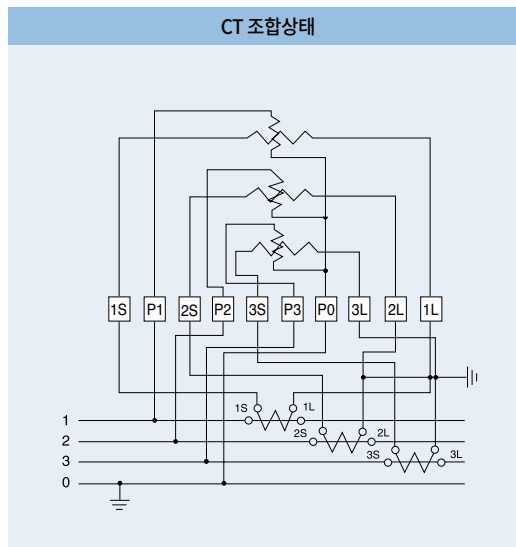 CT 조합상태
1S P1 2S P2 3S P3 P0 3L 2L 1L
1S 1L
1
2S 2L
2
3S 3L
3
0